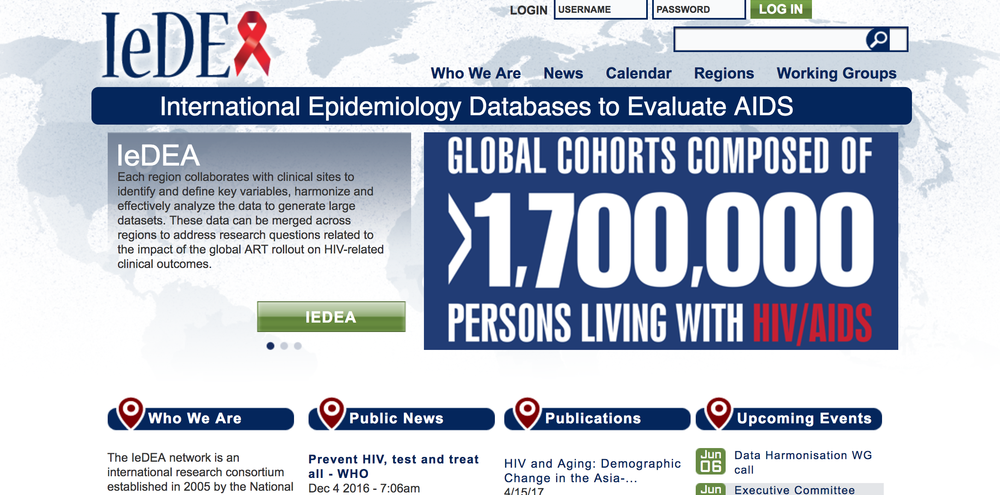 LOGIN USERNAME PASSWORD LOG IN
IeDEA
Who We Are News Calendar Regions Working Groups
International Epidemiology Databases to Evaluate AIDS
IeDEA
Each region collaborates with clinical sites to
identify and define key variables, harmonize and
effectively analyze the data to generate large
datasets. These data can be merged across
regions to address research questions related to
the impact of the global ART rollout on HIV-related
clinical outcomes.
IEDEA
GLOBAL COHORTS COMPOSED OF
>1,700,000
PERSONS LIVING WITH HIV/AIDS
Who We Are
The IeDEA network is an
international research consortium
established in 2005 by the National
Public News
Prevent HIV, test and treat
all - WHO
Dec 4 2016 - 7:06am
Publications
HIV and Aging: Demographic
Change in the Asia-...
4/15/17
Upcoming Events
Jun
06
Data Harmonisation WG
call
Jun
Executive Committee